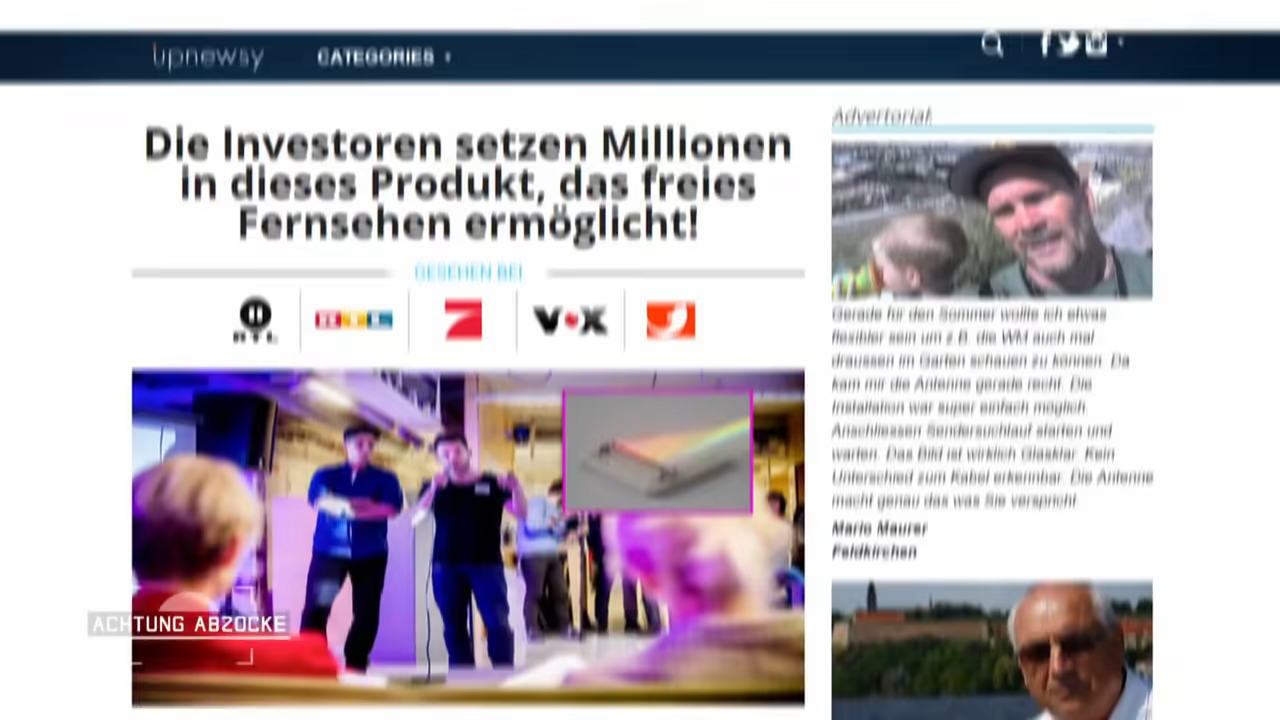 upnewsy
CATEGORIES
Die Investoren setzen Millionen
in dieses Produkt, das freies
Fernsehen ermöglicht!
GESEHEN BEI
RTL
RTL
7
VOX
Advertorial:
Gerade für den Sommer wollte ich etwas
flexibler sein um z.B. die WM auch mal
draussen im Garten schauen zu können. Da
kam mir die Antenne gerade recht. Die
Installation war super einfach möglich.
Anschliessen Sendersuchlauf starten und
warten. Das Bild ist wirklich Glasklar. Kein
Unterschied zum Kabel erkennbar. Die Antenne
macht genau das was Sie verspricht.
Mario Maurer
Feldkirchen
ACHTUNG ABZOCKE